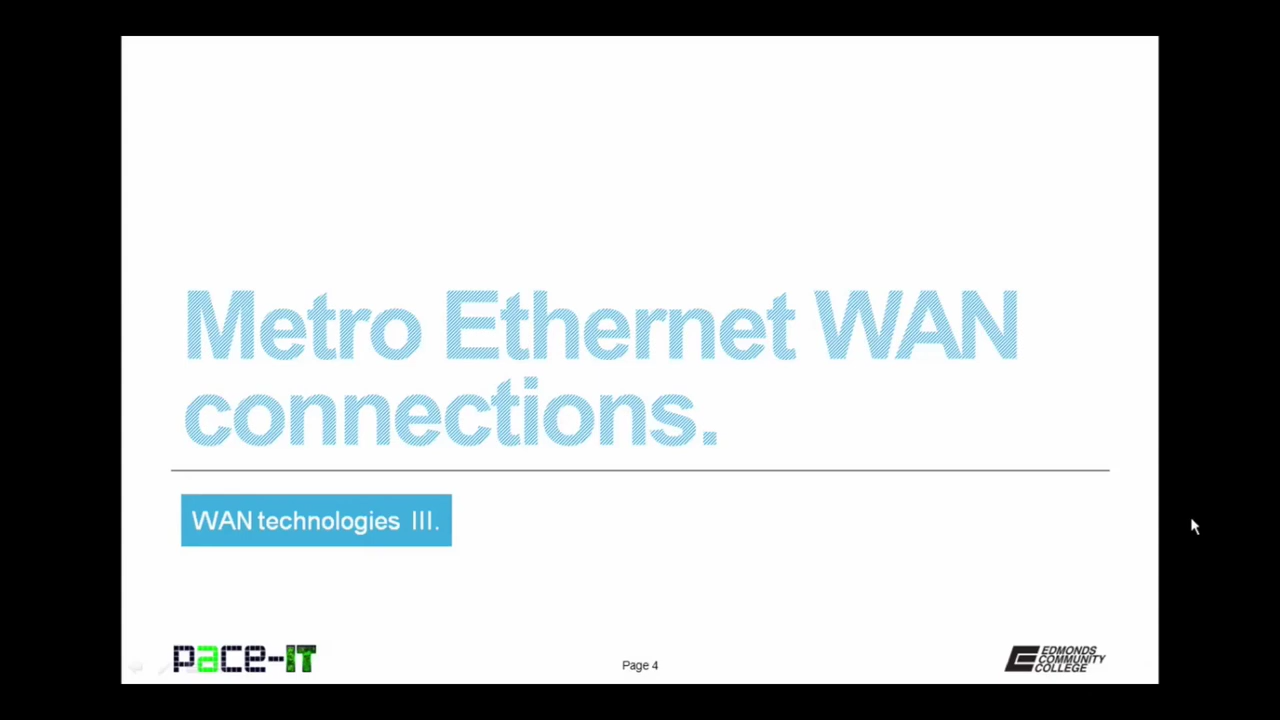 Metro Ethernet WAN
connections.
WAN technologies III.
pace-IT
Page 4
EDMONDS
COMMUNITY
COLLEGE